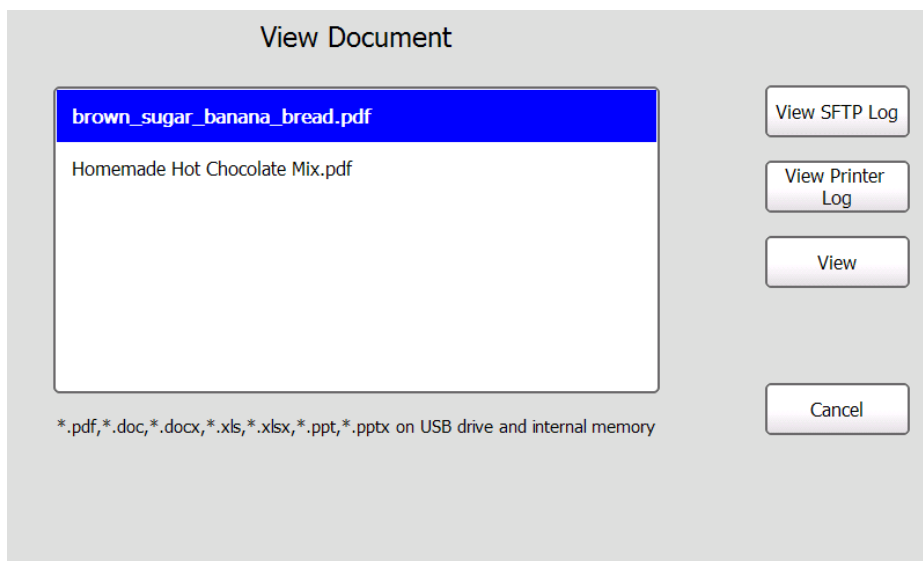 View Document
brown_sugar_banana_bread.pdf
Homemade Hot Chocolate Mix.pdf
*.pdf,*.doc,*.docx,*.xls,*.xlsx,*.ppt,*.pptx on USB drive and internal memory
View SFTP Log
View Printer
Log
View
Cancel